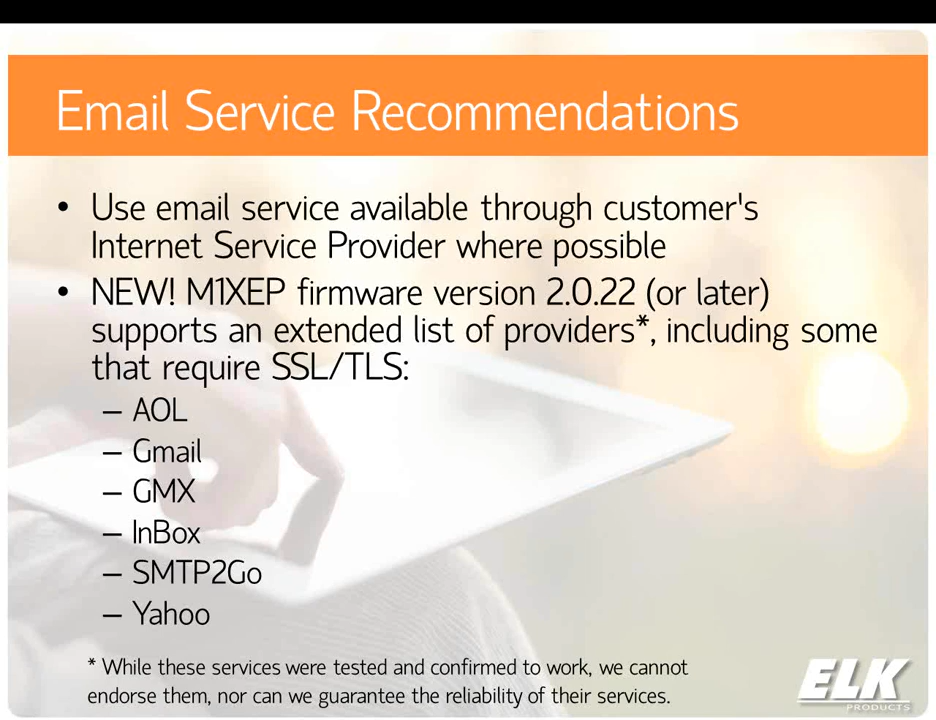 Email Service Recommendations
• Use email service available through customer's
Internet Service Provider where possible
• NEW! M1XEP firmware version 2.0.22 (or later)
supports an extended list of providers*, including some
that require SSL/TLS:
– AOL
– Gmail
– GMX
– InBox
– SMTP2Go
– Yahoo
* While these services were tested and confirmed to work, we cannot
endorse them, nor can we guarantee the reliability of their services.
ELK
PRODUCTS